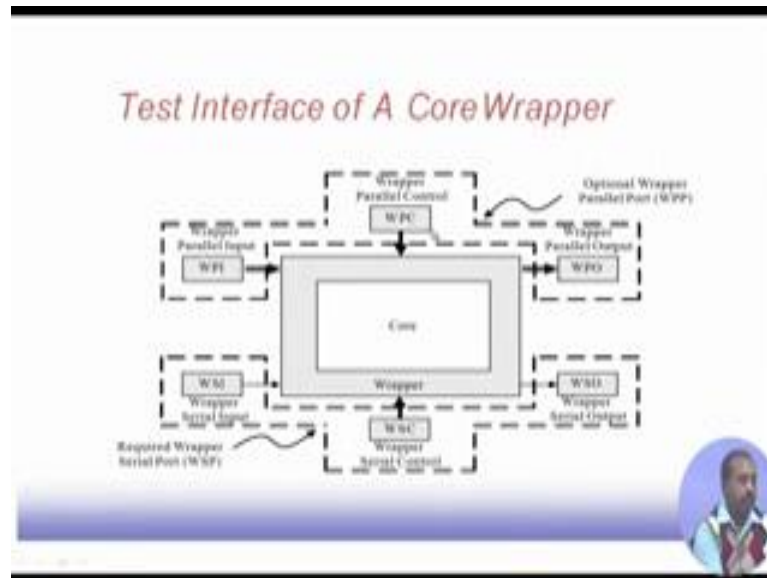 Test Interface of A Core Wrapper
Wrapper
Parallel Control
WPC
Optional Wrapper
Parallel Port (WPP)
Wrapper
Parallel Input
WPI
Wrapper
Parallel Output
WPO
Core
Wrapper
WSI
Wrapper
Serial Input
WSO
Wrapper
Serial Output
WSC
Wrapper
Serial Control
Required Wrapper
Serial Port (WSP)